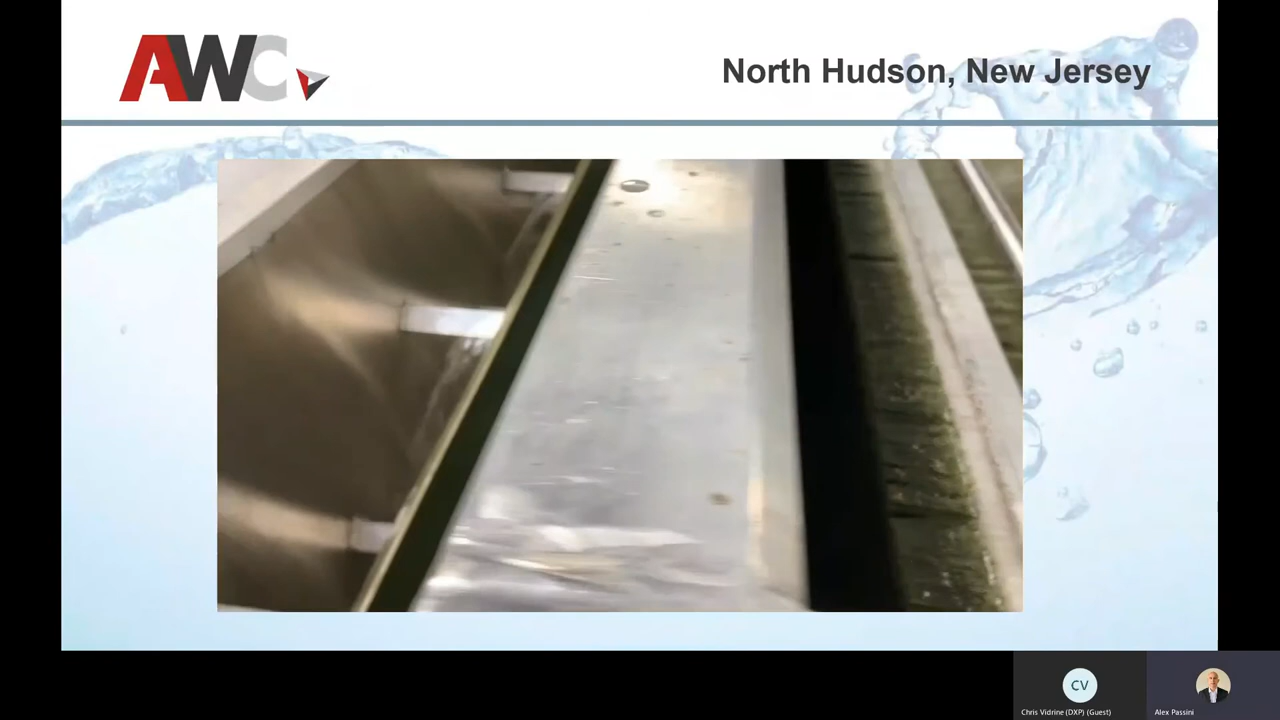 AWC
North Hudson, New Jersey
CV
Chris Vidrine (DXP) (Guest)
Alex Passini